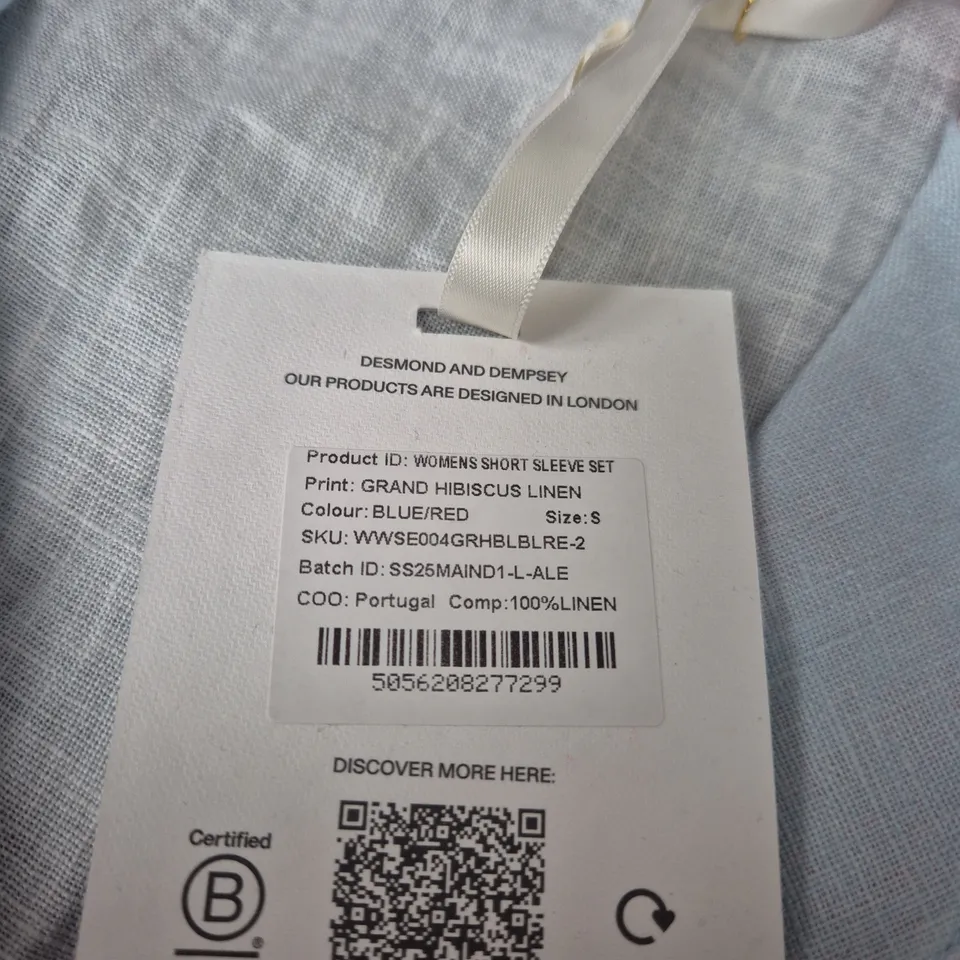 DESMOND AND DEMPSEY
OUR PRODUCTS ARE DESIGNED IN LONDON
Product ID: WOMENS SHORT SLEEVE SET
Print: GRAND HIBISCUS LINEN
Colour: BLUE/RED Size: S
SKU: WWSE004GRHBLBLRE-2
Batch ID: SS25MAIND1-L-ALE
COO: Portugal Comp:100%LINEN
5056208277299
DISCOVER MORE HERE:
Certified
B
®